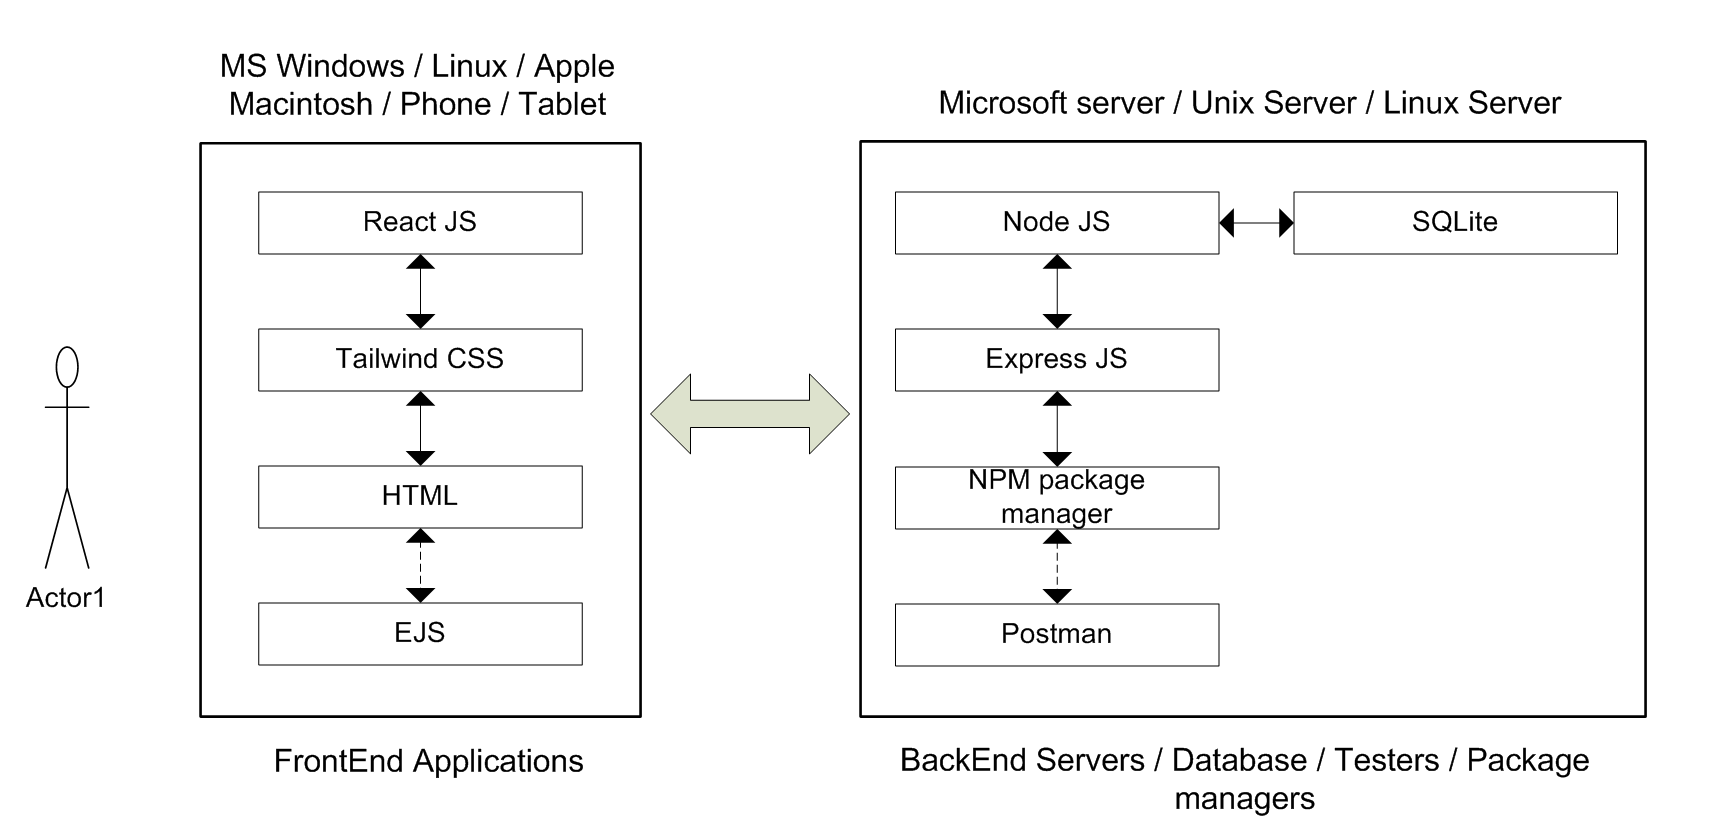 MS Windows / Linux / Apple
Macintosh / Phone / Tablet
Microsoft server / Unix Server / Linux Server
React JS
Tailwind CSS
HTML
EJS
Node JS
SQLite
Express JS
NPM package
manager
Postman
Actor1
FrontEnd Applications
BackEnd Servers / Database / Testers / Package
managers